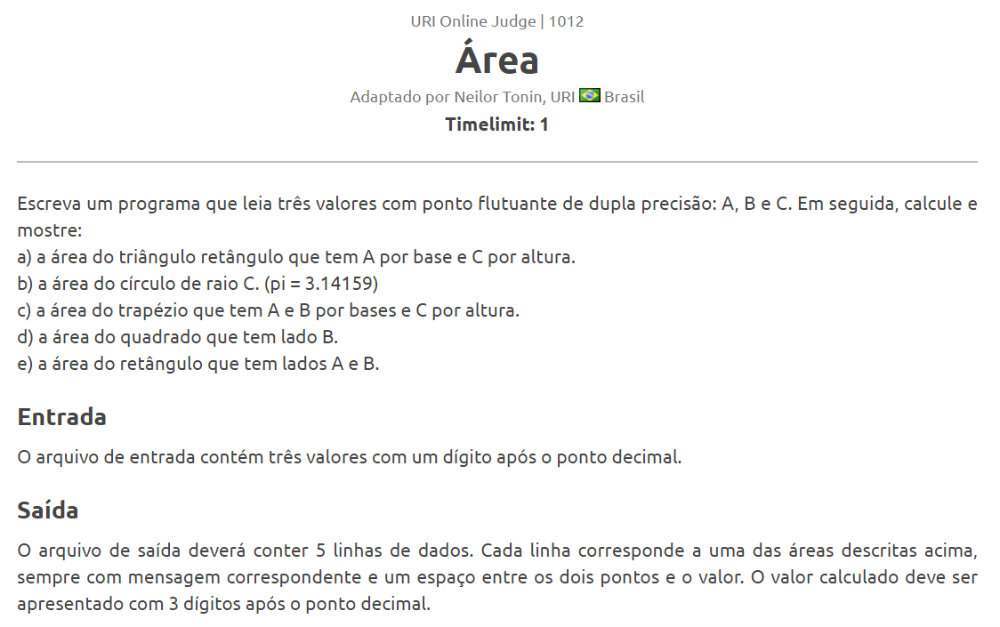 URI Online Judge | 1012
Área
Adaptado por Neilor Tonin, URI Brasil
Timelimit: 1
Escreva um programa que leia três valores com ponto flutuante de dupla precisão: A, B e C. Em seguida, calcule e
mostre:
a) a área do triângulo retângulo que tem A por base e C por altura.
b) a área do círculo de raio C. (pi = 3.14159)
c) a área do trapézio que tem A e B por bases e C por altura.
d) a área do quadrado que tem lado B.
e) a área do retângulo que tem lados A e B.
Entrada
O arquivo de entrada contém três valores com um dígito após o ponto decimal.
Saída
O arquivo de saída deverá conter 5 linhas de dados. Cada linha corresponde a uma das áreas descritas acima,
sempre com mensagem correspondente e um espaço entre os dois pontos e o valor. O valor calculado deve ser
apresentado com 3 dígitos após o ponto decimal.